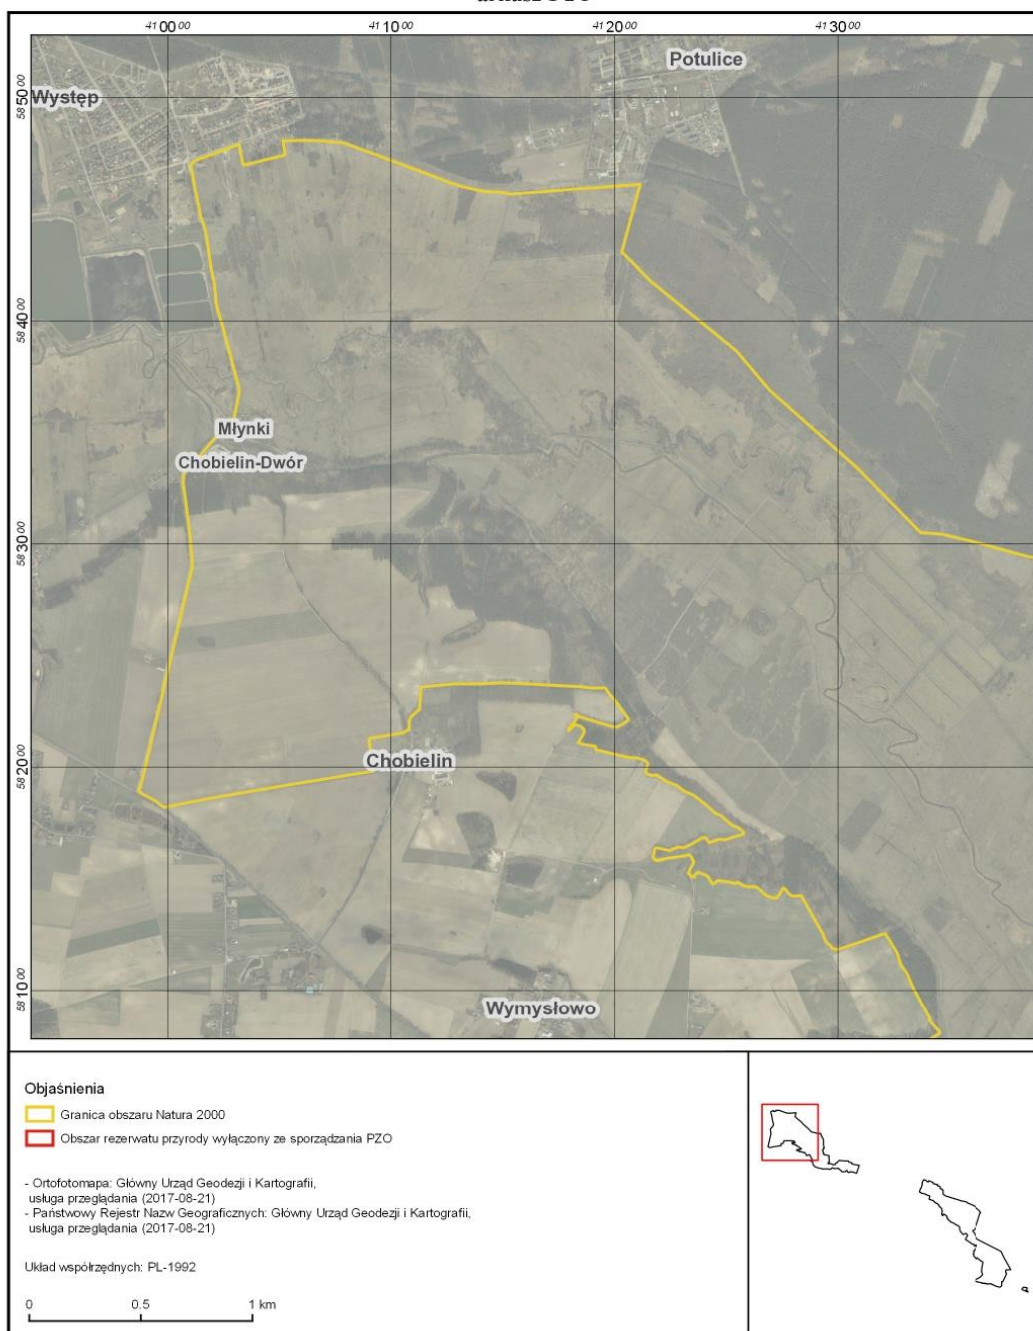 41 00 00 41 10 00 41 20 00 41 30 00
Potulice
58 50 00
Występ
58 40 00
Młynki
Chobielin-Dwór
58 30 00
Chobielin
58 20 00
58 10 00
Wymysłowo
Objaśnienia
Granica obszaru Natura 2000
Obszar rezerwatu przyrody wyłączony ze sporządzania PZO
- Ortofotomapa: Główny Urząd Geodezji i Kartografii,
usługa przeglądania (2017-08-21)
- Państwowy Rejestr Nazw Geograficznych: Główny Urząd Geodezji i Kartografii,
usługa przeglądania (2017-08-21)
Układ współrzędnych: PL-1992
0 0.5 1 km